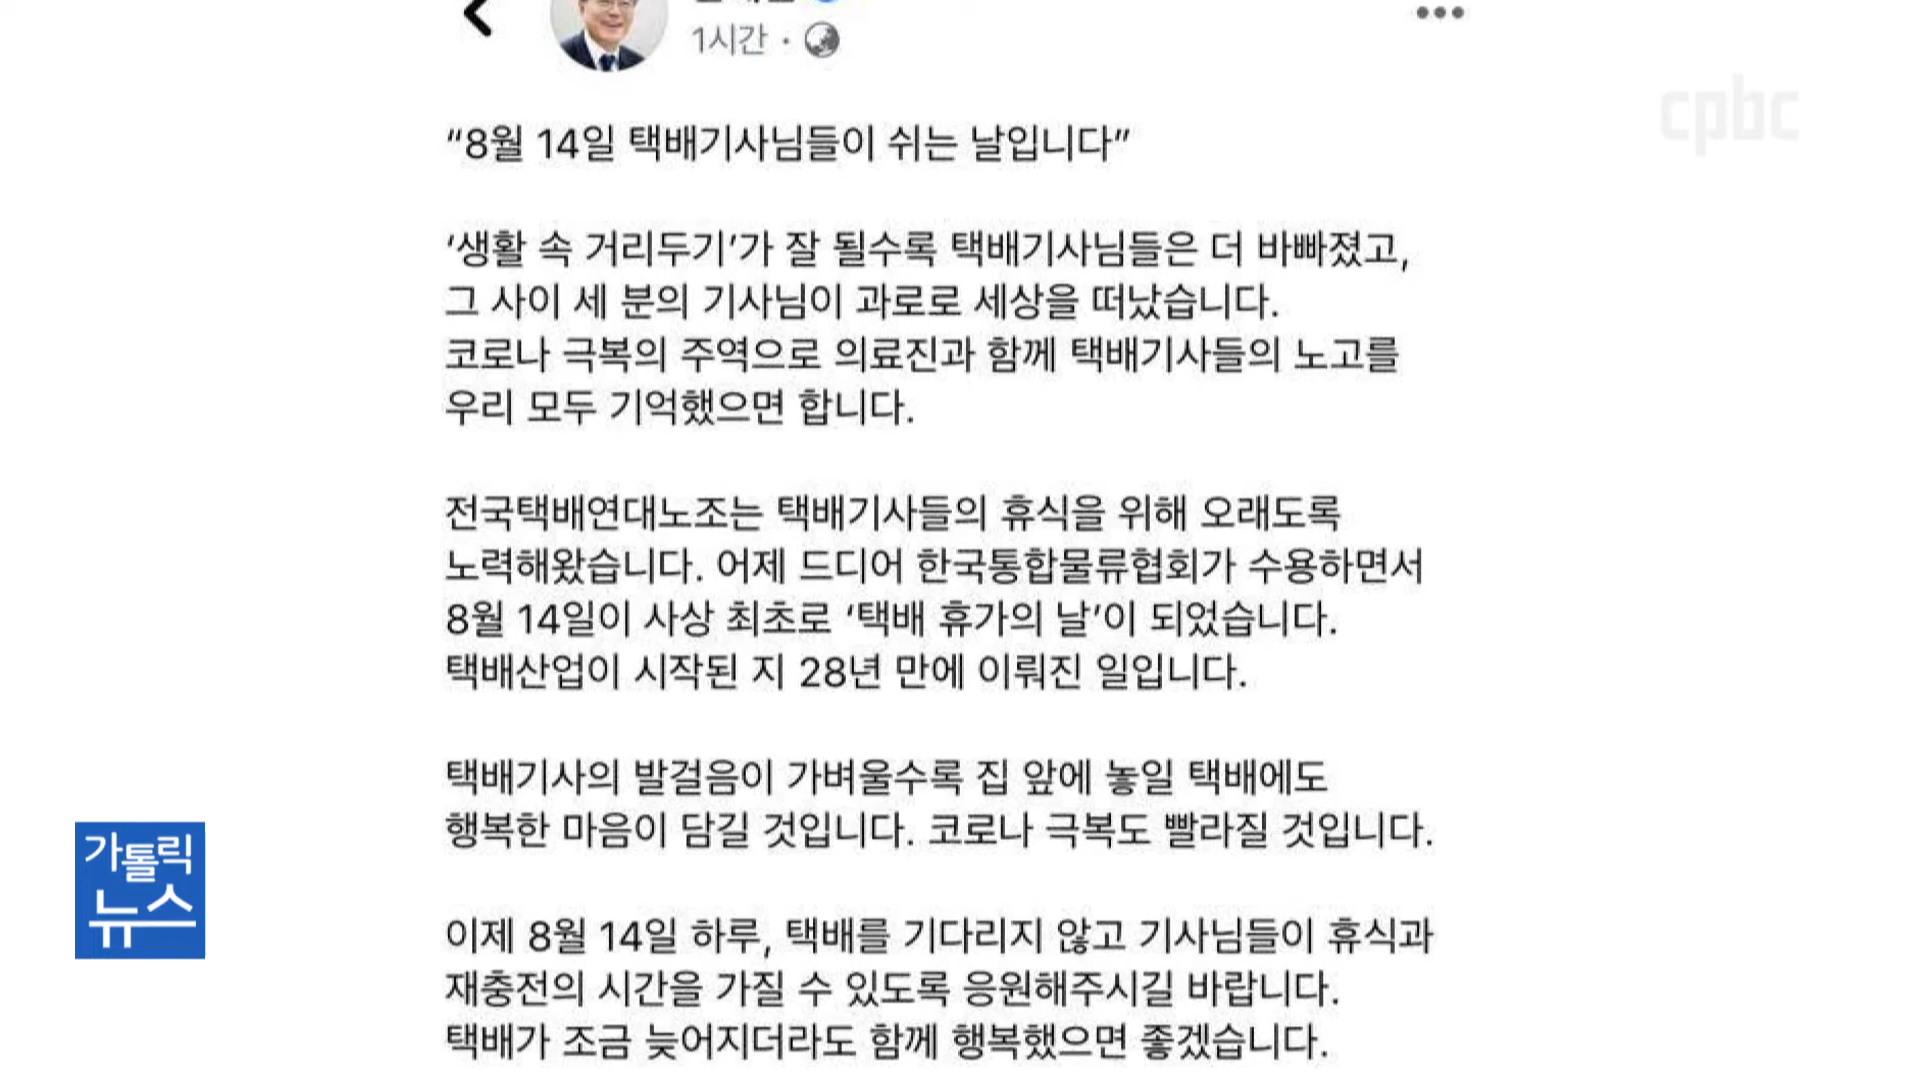 1시간 ·
cpbc
“8월 14일 택배기사님들이 쉬는 날입니다”
‘생활 속 거리두기’가 잘 될수록 택배기사님들은 더 바빠졌고,
그 사이 세 분의 기사님이 과로로 세상을 떠났습니다.
코로나 극복의 주역으로 의료진과 함께 택배기사들의 노고를
우리 모두 기억했으면 합니다.
전국택배연대노조는 택배기사들의 휴식을 위해 오래도록
노력해왔습니다. 어제 드디어 한국통합물류협회가 수용하면서
8월 14일이 사상 최초로 ‘택배 휴가의 날’이 되었습니다.
택배산업이 시작된 지 28년 만에 이뤄진 일입니다.
택배기사의 발걸음이 가벼울수록 집 앞에 놓일 택배에도
행복한 마음이 담길 것입니다. 코로나 극복도 빨라질 것입니다.
이제 8월 14일 하루, 택배를 기다리지 않고 기사님들이 휴식과
재충전의 시간을 가질 수 있도록 응원해주시길 바랍니다.
택배가 조금 늦어지더라도 함께 행복했으면 좋겠습니다.
가톨릭
뉴스